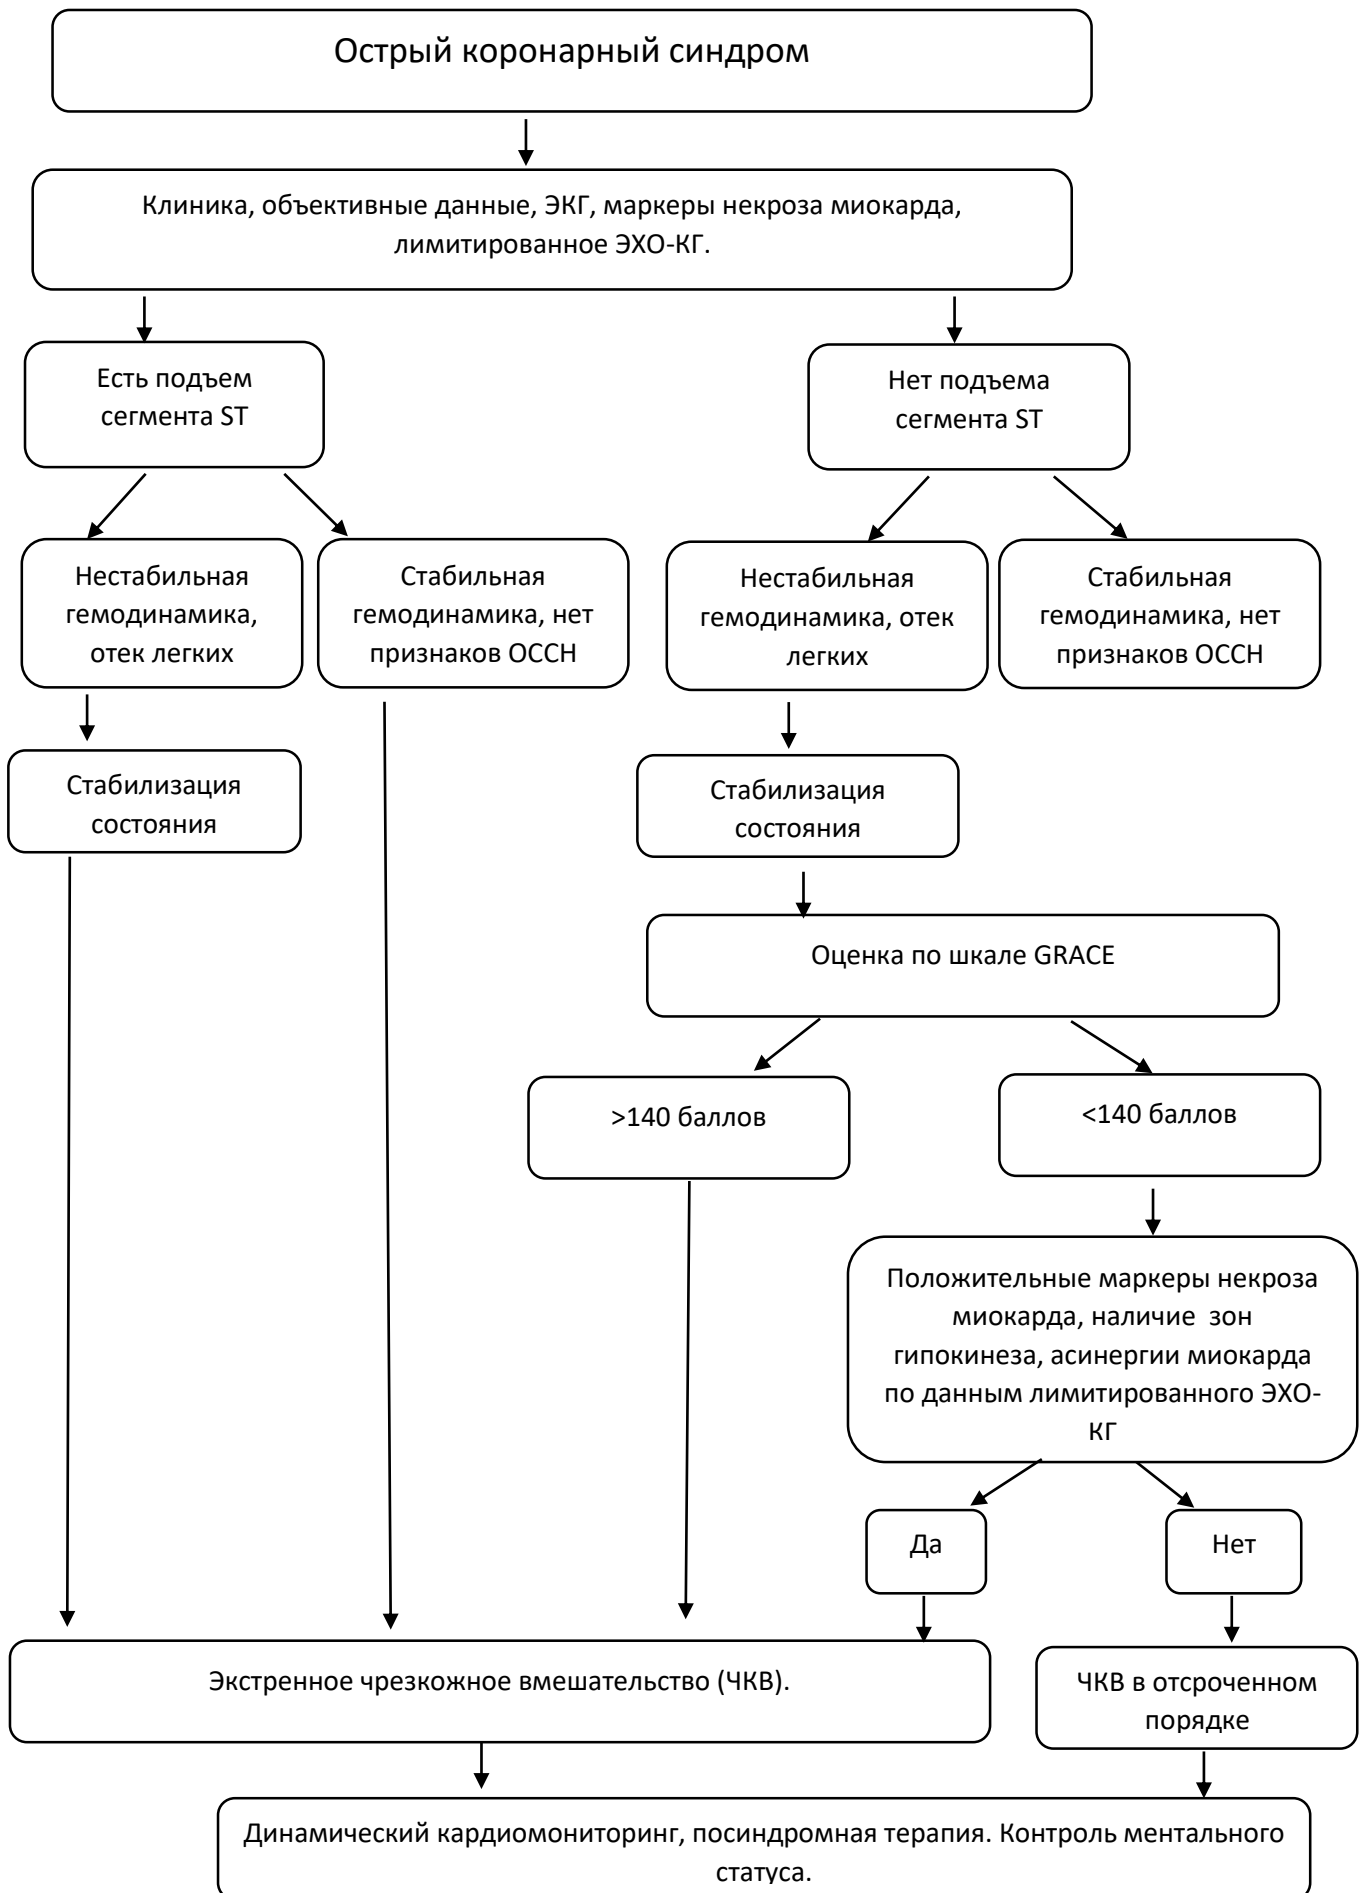 Острый коронарный синдром
Клиника, объективные данные, ЭКГ, маркеры некроза миокарда,
лимитированное ЭХО-КГ.
Есть подъем
сегмента ST
Нет подъема
сегмента ST
Нестабильная
гемодинамика,
отек легких
Стабильная
гемодинамика, нет
признаков ОССН
Нестабильная
гемодинамика, отек
легких
Стабильная
гемодинамика, нет
признаков ОССН
Стабилизация
состояния
Стабилизация
состояния
Оценка по шкале GRACE
>140 баллов
<140 баллов
Положительные маркеры некроза
миокарда, наличие зон
гипокинеза, асинергии миокарда
по данным лимитированного ЭХО-
КГ
Да
Нет
Экстренное чрезкожное вмешательство (ЧКВ).
ЧКВ в отсроченном
порядке
Динамический кардиомониторинг, посиндромная терапия. Контроль ментального
статуса.